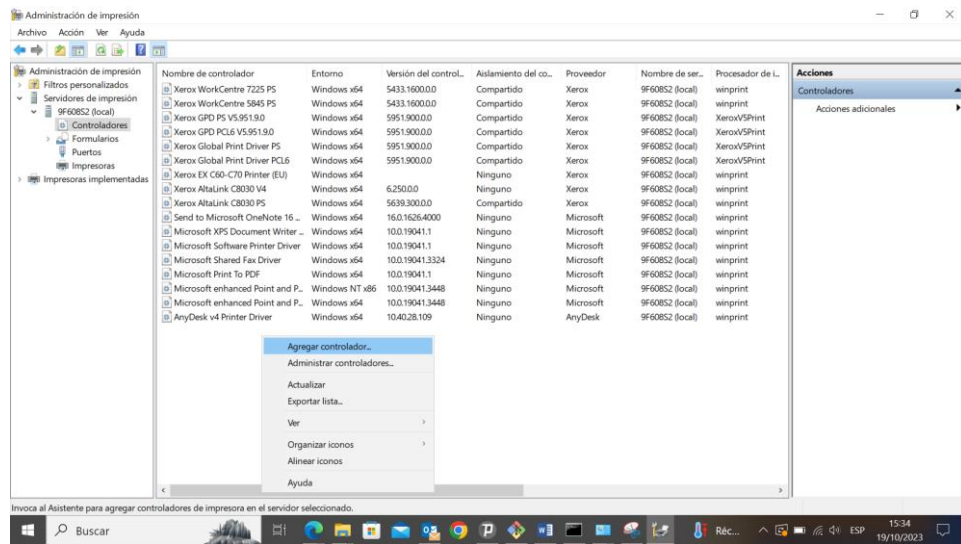 Administración de impresión
Archivo Acción Ver Ayuda
Administración de impresión
Filtros personalizados
Servidores de impresión
9F608S2 (local)
Controladores
Formularios
Puertos
Impresoras
Impresoras implementadas
Nombre de controlador Entorno Versión del control... Aislamiento del co... Proveedor Nombre de ser... Procesador de i...
Xerox WorkCentre 7225 PS Windows x64 5433.1600.0.0 Compartido Xerox 9F608S2 (local) winprint
Xerox WorkCentre 5845 PS Windows x64 5433.1600.0.0 Compartido Xerox 9F608S2 (local) winprint
Xerox GPD PS V5.951.9.0 Windows x64 5951.900.0.0 Compartido Xerox 9F608S2 (local) XeroxV5Print
Xerox GPD PCL6 V5.951.9.0 Windows x64 5951.900.0.0 Compartido Xerox 9F608S2 (local) XeroxV5Print
Xerox Global Print Driver PS Windows x64 5951.900.0.0 Compartido Xerox 9F608S2 (local) XeroxV5Print
Xerox Global Print Driver PCL6 Windows x64 5951.900.0.0 Compartido Xerox 9F608S2 (local) XeroxV5Print
Xerox EX C60-C70 Printer (EU) Windows x64 Ninguno Xerox 9F608S2 (local) winprint
Xerox AltaLink C8030 V4 Windows x64 6.250.0.0 Ninguno Xerox 9F608S2 (local) winprint
Xerox AltaLink C8030 PS Windows x64 5639.300.0.0 Compartido Xerox 9F608S2 (local) winprint
Send to Microsoft OneNote 16 ... Windows x64 16.0.1626.4000 Ninguno Microsoft 9F608S2 (local) winprint
Microsoft XPS Document Writer ... Windows x64 10.0.19041.1 Ninguno Microsoft 9F608S2 (local) winprint
Microsoft Software Printer Driver Windows x64 10.0.19041.1 Ninguno Microsoft 9F608S2 (local) winprint
Microsoft Shared Fax Driver Windows x64 10.0.19041.3324 Ninguno Microsoft 9F608S2 (local) winprint
Microsoft Print To PDF Windows x64 10.0.19041.1 Ninguno Microsoft 9F608S2 (local) winprint
Microsoft enhanced Point and P... Windows NT x86 10.0.19041.3448 Ninguno Microsoft 9F608S2 (local) winprint
Microsoft enhanced Point and P... Windows x64 10.0.19041.3448 Ninguno Microsoft 9F608S2 (local) winprint
AnyDesk v4 Printer Driver Windows x64 10.40.28.109 Ninguno AnyDesk 9F608S2 (local) winprint
Agregar controlador...
Administrar controladores...
Actualizar
Exportar lista...
Ver
Organizar iconos
Alinear iconos
Ayuda
Acciones
Controladores
Acciones adicionales
Invoca al Asistente para agregar controladores de impresora en el servidor seleccionado.
Buscar
Réc... ESP 15:34
19/10/2023